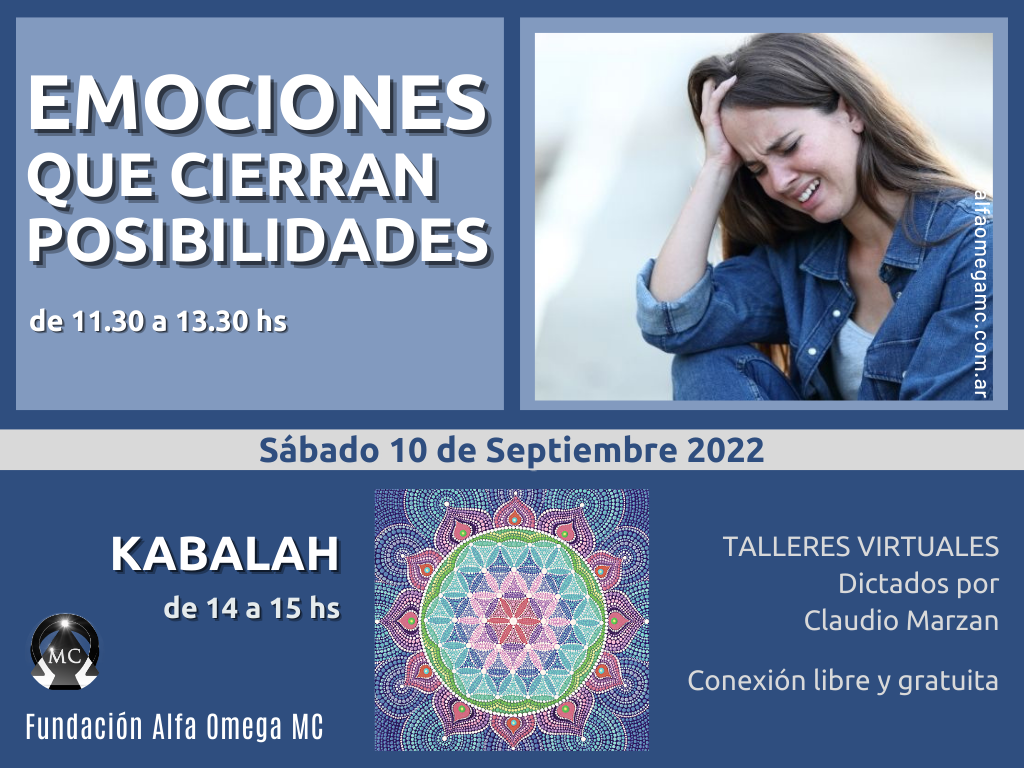 EMOCIONES
QUE CIERRAN
POSIBILIDADES
de 11.30 a 13.30 hs
alfaomegamc.com.ar
Sábado 10 de Septiembre 2022
KABALAH
de 14 a 15 hs
MC
Fundación Alfa Omega MC
TALLERES VIRTUALES
Dictados por
Claudio Marzan
Conexión libre y gratuita